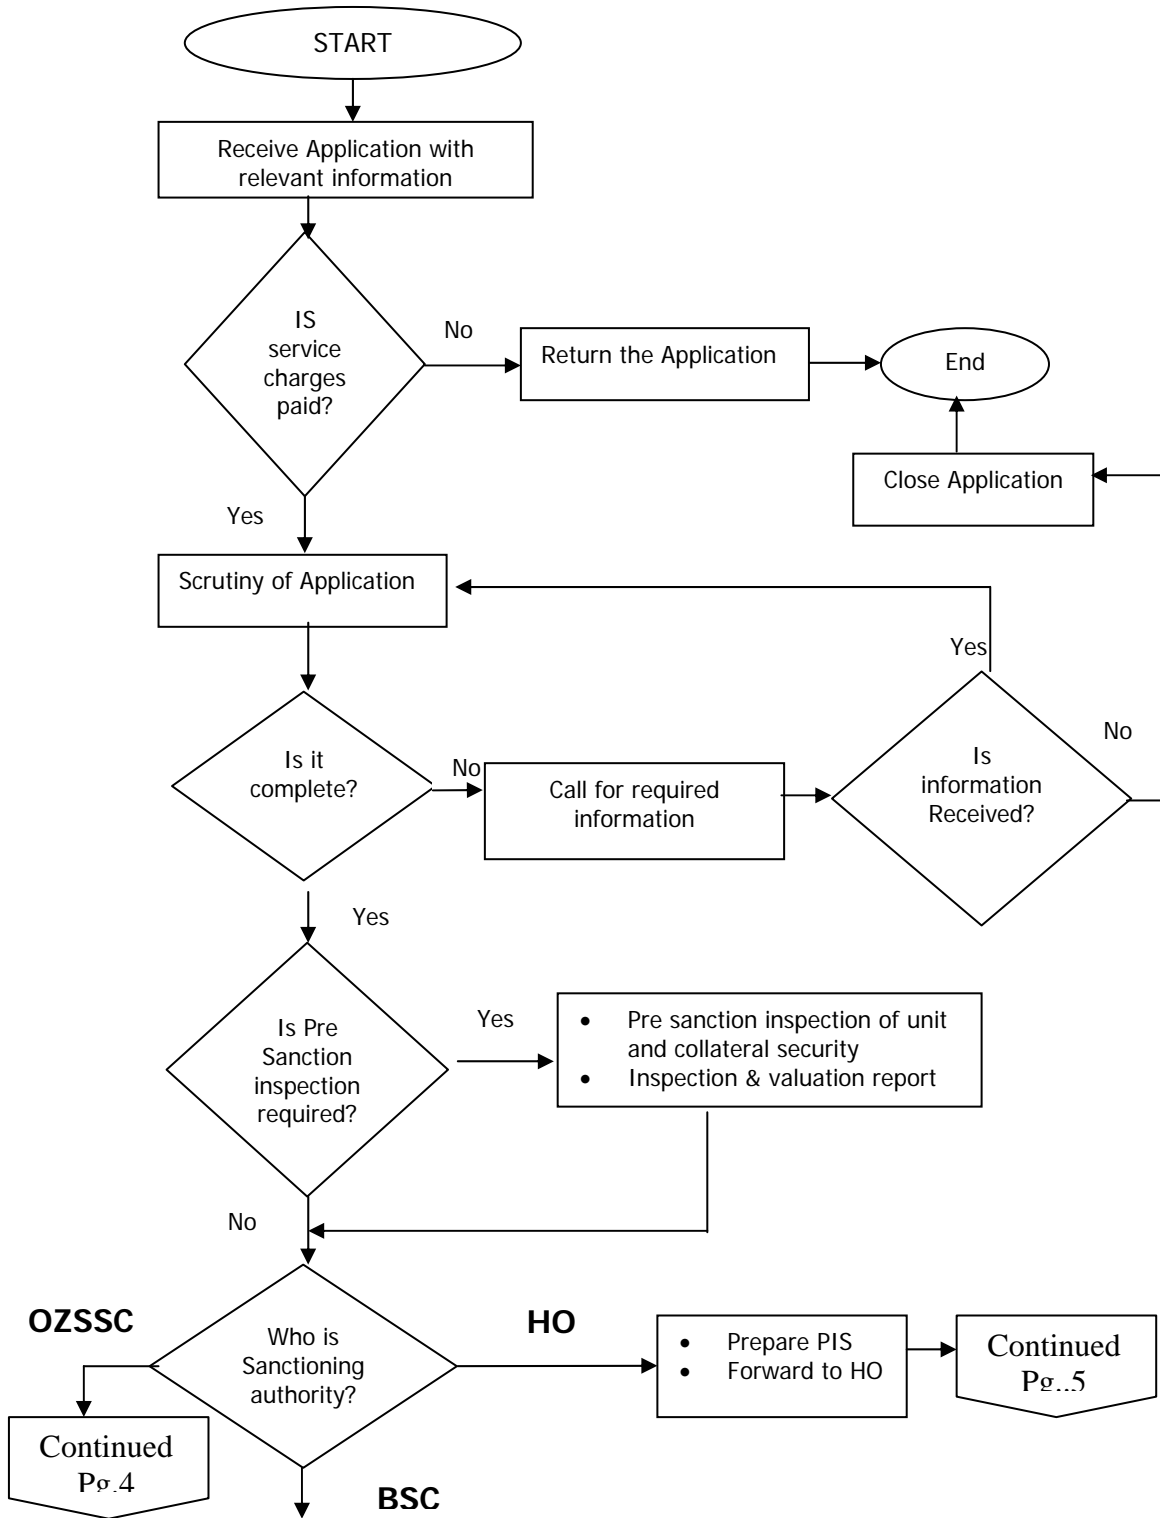 START
Receive Application with
relevant information
IS
service
charges
paid?
No
Return the Application
End
Close Application
Yes
Scrutiny of Application
Yes
No
Is it
complete?
No
Call for required
information
Is
information
Received?
Yes
Is Pre
Sanction
inspection
required?
Yes
• Pre sanction inspection of unit
and collateral security
• Inspection & valuation report
No
OZSSC
HO
Who is
Sanctioning
authority?
• Prepare PIS
• Forward to HO
Continued
Pg..5
Continued
Pg.4
BSC